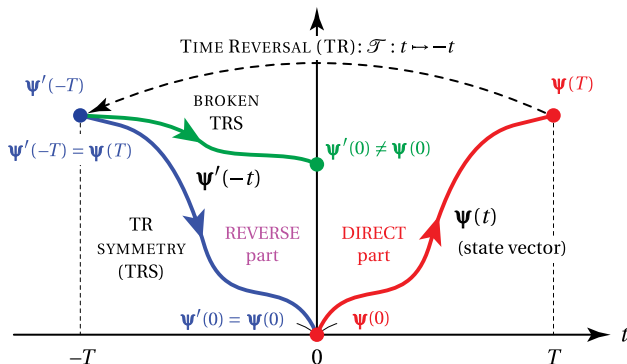 TIME REVERSAL (TR): 𝒯 : t ↦ −t
ψ′(−T)
ψ(T)
BROKEN
TRS
ψ′(−T) = ψ(T)
ψ′(0) ≠ ψ(0)
ψ′(−t)
TR
SYMMETRY
(TRS)
REVERSE
part
DIRECT
part
ψ(t)
(state vector)
ψ′(0) = ψ(0)
ψ(0)
−T
0
T
t